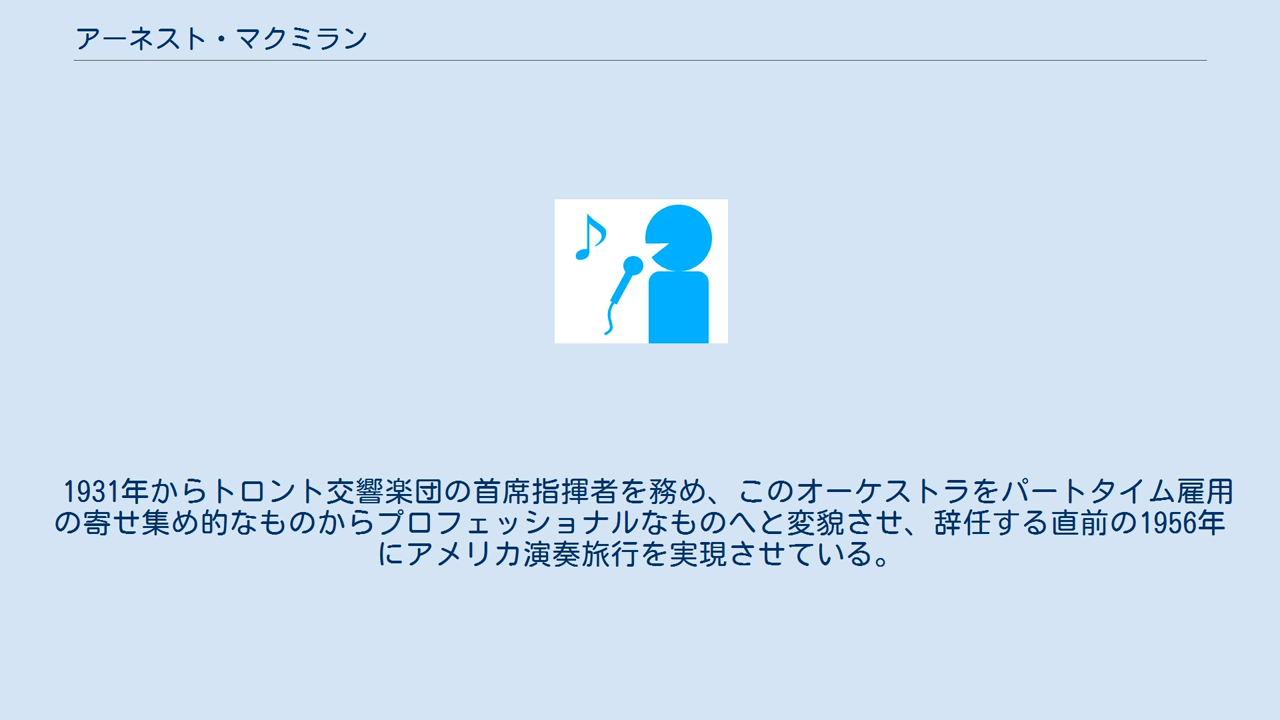 アーネスト・マクミラン
1931年からトロント交響楽団の首席指揮者を務め、このオーケストラをパートタイム雇用
の寄せ集め的なものからプロフェッショナルなものへと変貌させ、辞任する直前の1956年
にアメリカ演奏旅行を実現させている。